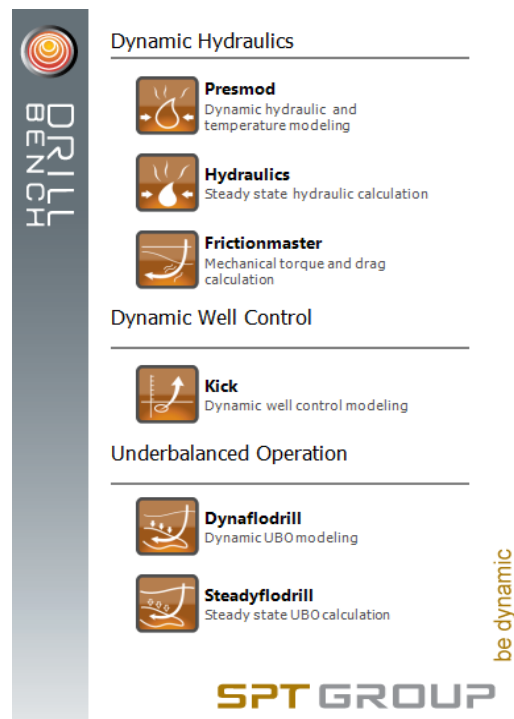 DRILL
BENCH
Dynamic Hydraulics
Presmod
Dynamic hydraulic and
temperature modeling
Hydraulics
Steady state hydraulic calculation
Frictionmaster
Mechanical torque and drag
calculation
Dynamic Well Control
Kick
Dynamic well control modeling
Underbalanced Operation
Dynaflodrill
Dynamic UBO modeling
Steadyflodrill
Steady state UBO calculation
be dynamic
SPT GROUP